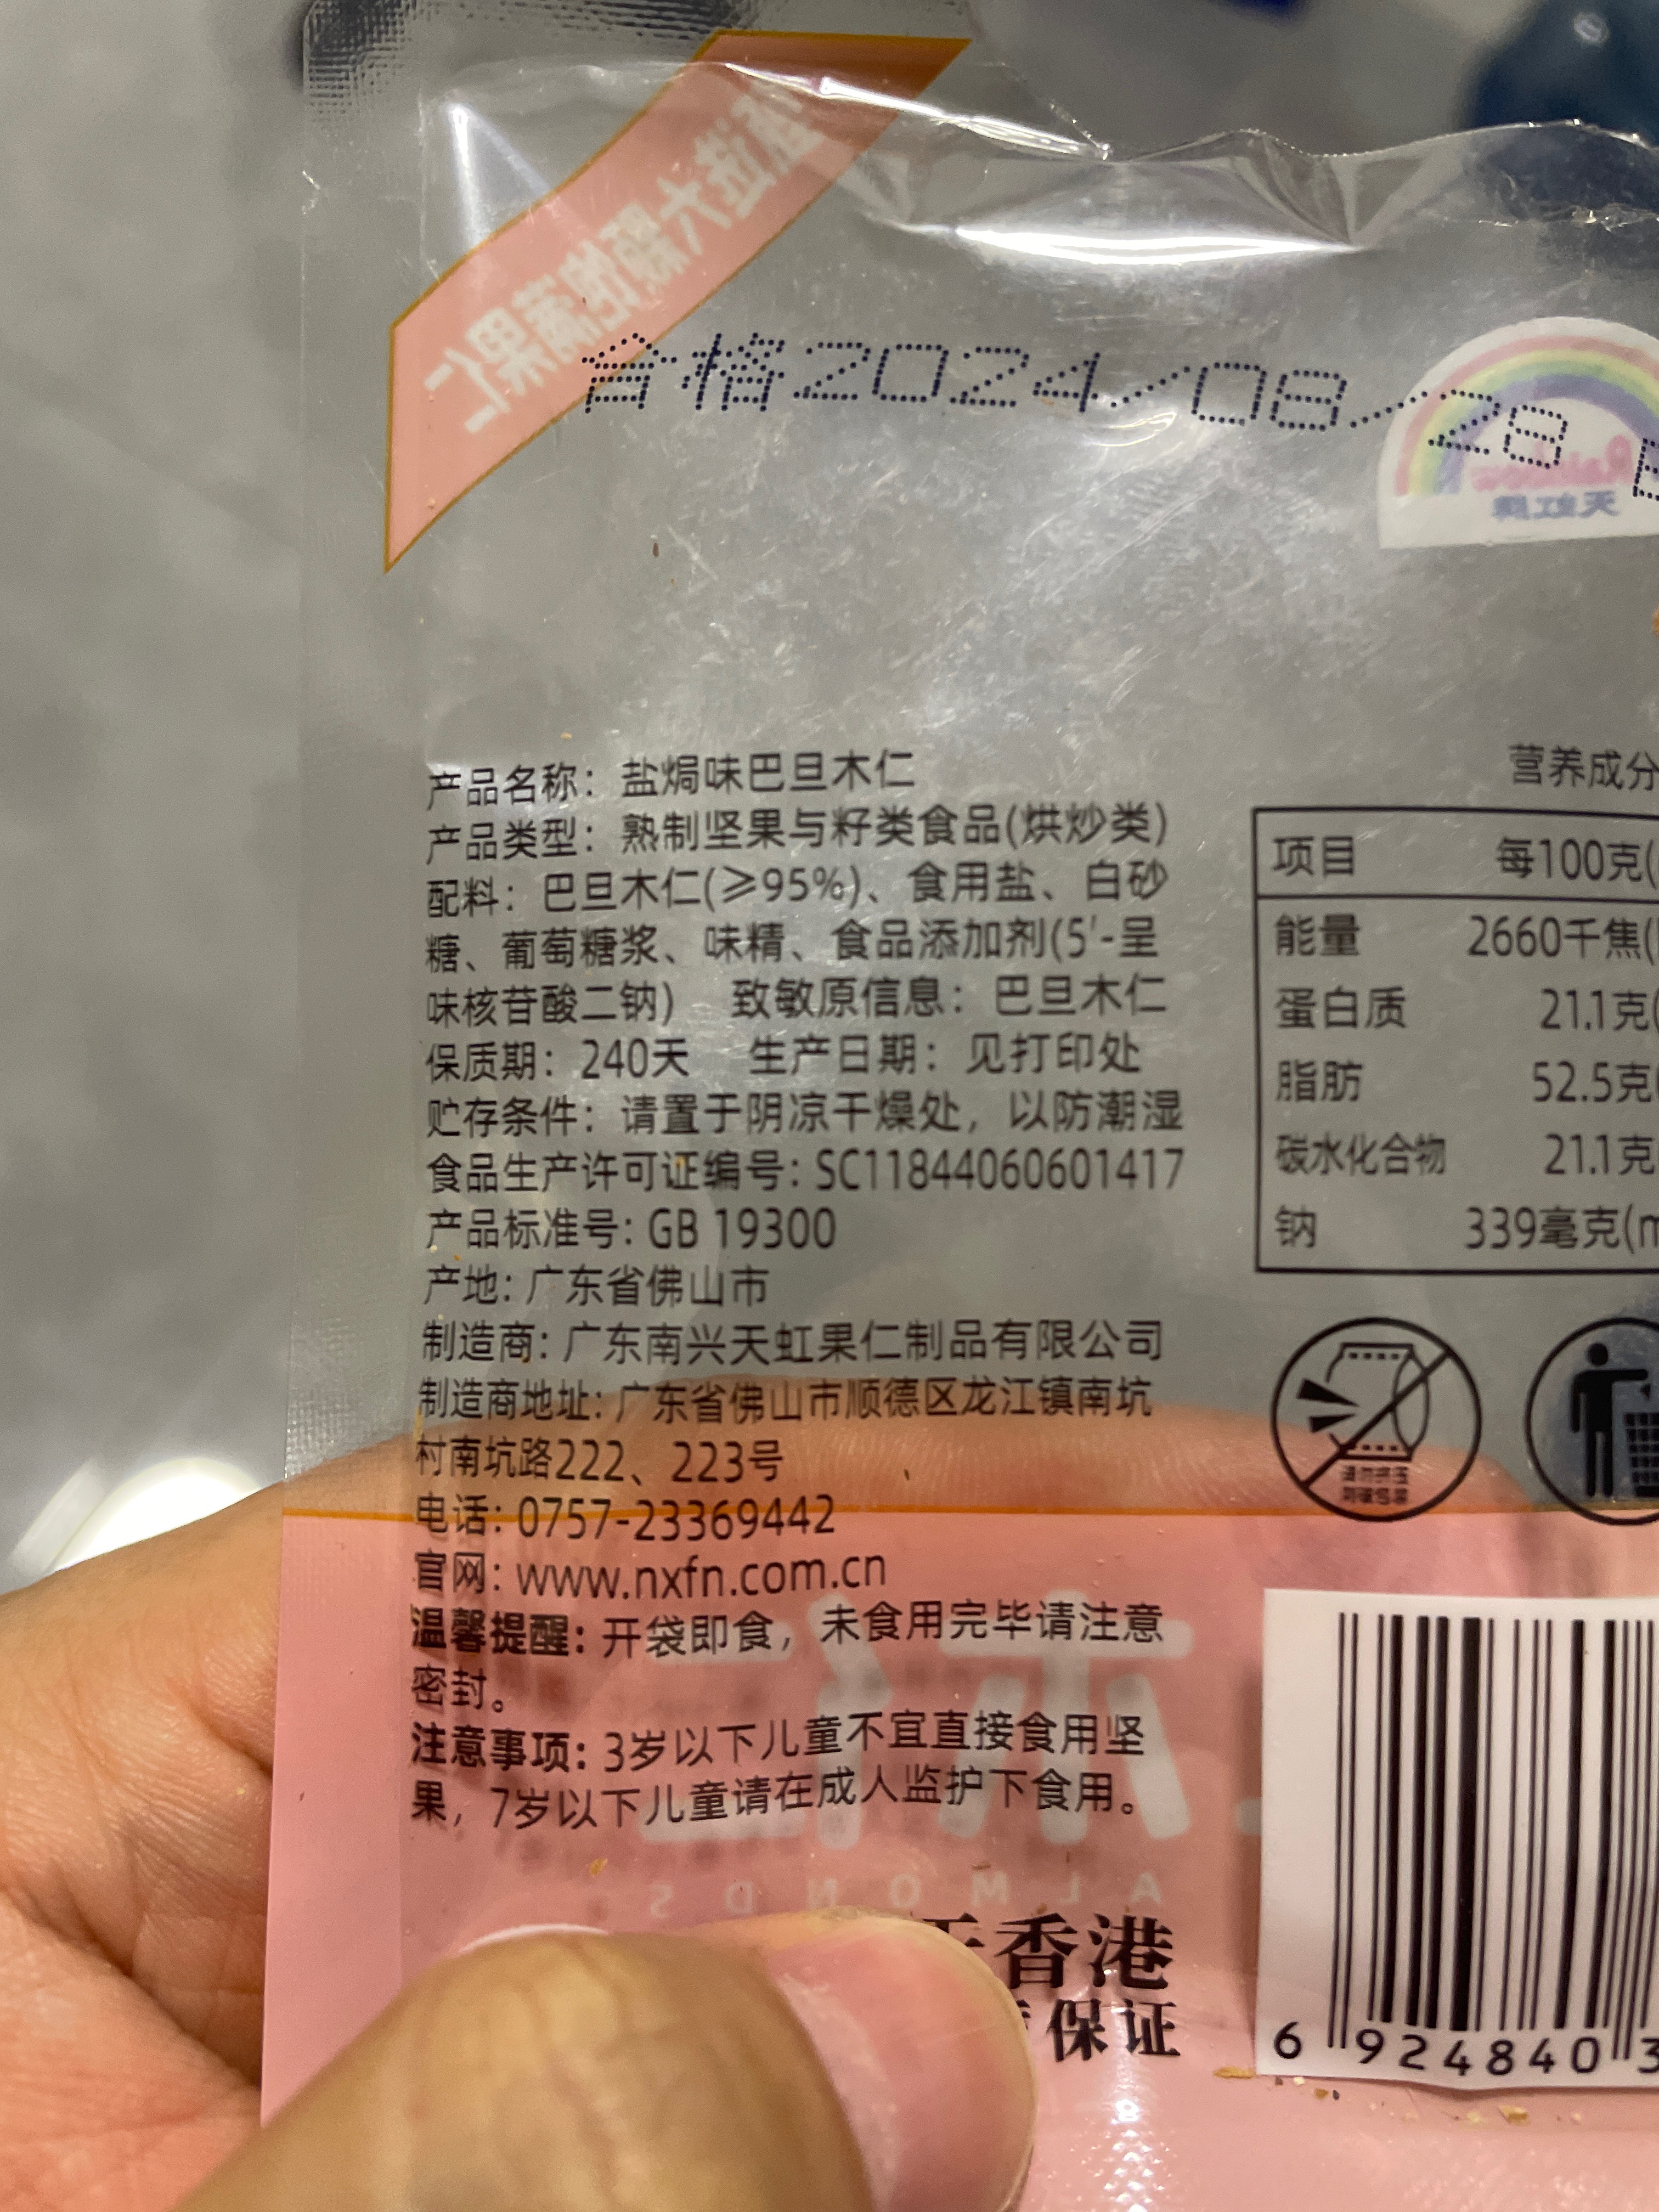 合格2024/08/28
天虹牌
产品名称：盐焗味巴旦木仁
产品类型：熟制坚果与籽类食品(烘炒类)
配料：巴旦木仁(≥95%)、食用盐、白砂
糖、葡萄糖浆、味精、食品添加剂(5'-呈
味核苷酸二钠)　致敏原信息：巴旦木仁
保质期：240天　生产日期：见打印处
贮存条件：请置于阴凉干燥处，以防潮湿
食品生产许可证编号：SC11844060601417
产品标准号：GB 19300
产地：广东省佛山市
制造商：广东南兴天虹果仁制品有限公司
制造商地址：广东省佛山市顺德区龙江镇南坑
村南坑路222、223号
电话：0757-23369442
官网：www.nxfn.com.cn
温馨提醒：开袋即食，未食用完毕请注意
密封。
注意事项：3岁以下儿童不宜直接食用坚
果，7岁以下儿童请在成人监护下食用。
ALMONDS
香港
保证
营养成分
项目 每100克(
能量 2660千焦(
蛋白质 21.1克(
脂肪 52.5克(
碳水化合物 21.1克
钠 339毫克(m
6 924840 3